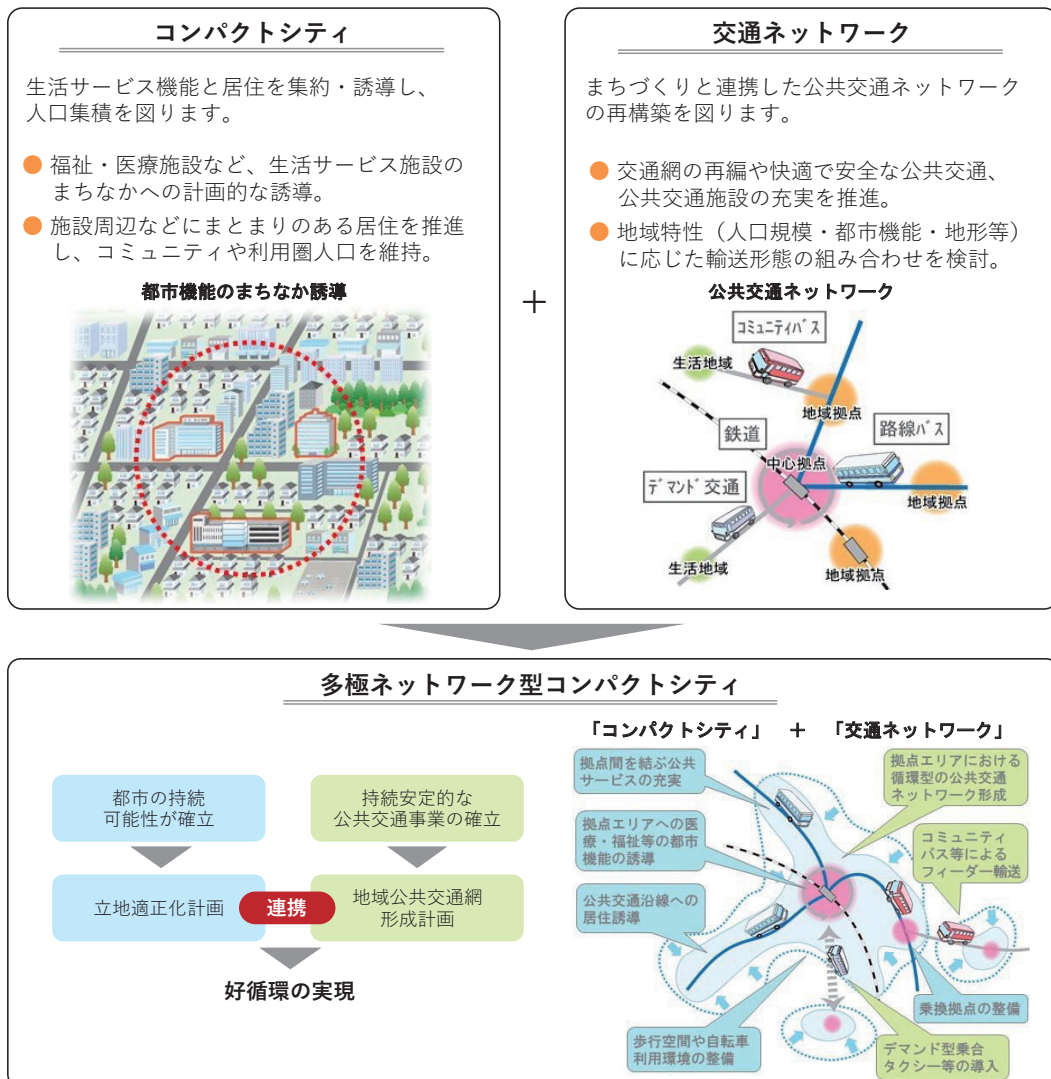 コンパクトシティ
生活サービス機能と居住を集約・誘導し、
人口集積を図ります。
● 福祉・医療施設など、生活サービス施設の
まちなかへの計画的な誘導。
● 施設周辺などにまとまりのある居住を推進
し、コミュニティや利用圏人口を維持。
都市機能のまちなか誘導
+
交通ネットワーク
まちづくりと連携した公共交通ネットワーク
の再構築を図ります。
● 交通網の再編や快適で安全な公共交通、
公共交通施設の充実を推進。
● 地域特性（人口規模・都市機能・地形等）
に応じた輸送形態の組み合わせを検討。
公共交通ネットワーク
コミュニティバス
生活地域
地域拠点
鉄道
路線バス
中心拠点
デマンド交通
地域拠点
生活地域
地域拠点
多極ネットワーク型コンパクトシティ
都市の持続
可能性が確立
持続安定的な
公共交通事業の確立
立地適正化計画
連携
地域公共交通網
形成計画
好循環の実現
「コンパクトシティ」 + 「交通ネットワーク」
拠点間を結ぶ公共
サービスの充実
拠点エリアにおける
循環型の公共交通
ネットワーク形成
拠点エリアへの医
療・福祉等の都市
機能の誘導
コミュニティ
バス等による
フィーダー輸送
公共交通沿線への
居住誘導
乗換拠点の整備
歩行空間や自転車
利用環境の整備
デマンド型乗合
タクシー等の導入